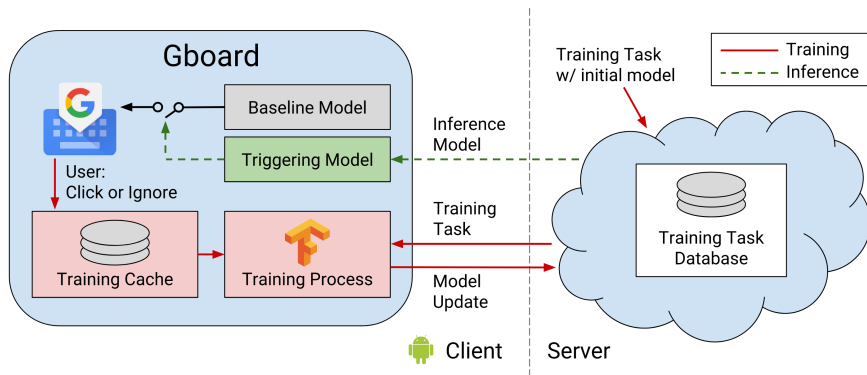 Gboard
G
Baseline Model
Triggering Model
User:
Click or Ignore
Training Cache
Training Process
Inference
Model
Training
Task
Model
Update
Client
Server
Training Task
w/ initial model
Training
Inference
Training Task
Database